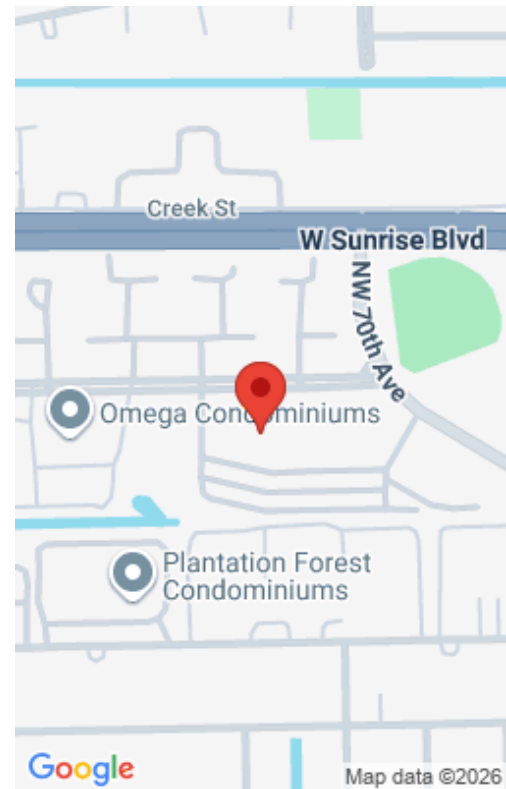 Creek St
W Sunrise Blvd
NW 70th Ave
Omega Condominiums
Plantation Forest
Condominiums
Google
Map data ©2026